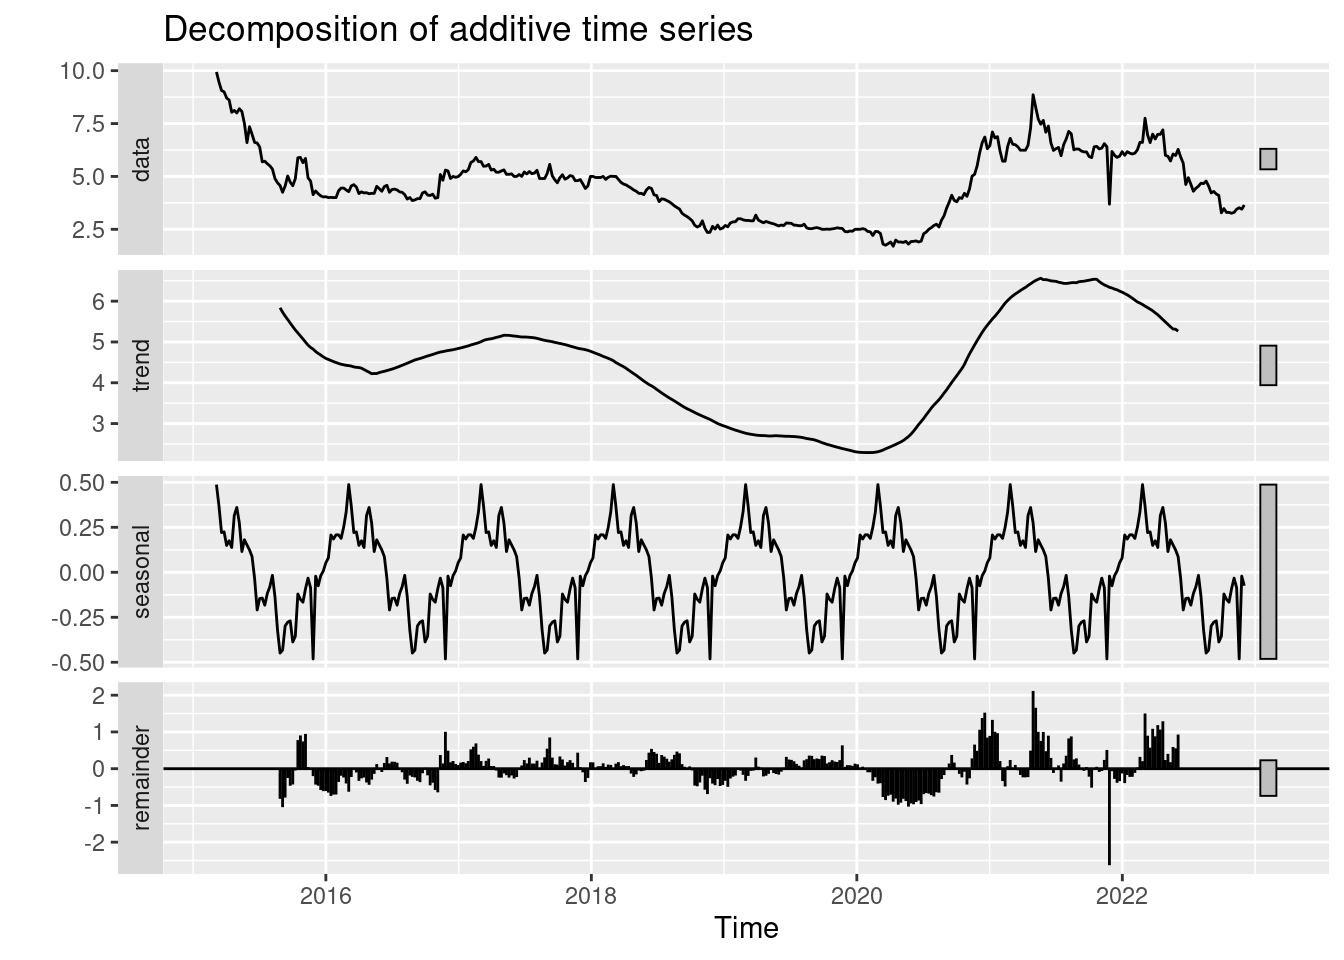 Decomposition of additive time series
10.0
7.5
5.0
2.5
data
6
5
4
3
trend
0.50
0.25
0.00
-0.25
-0.50
seasonal
2
1
0
-1
-2
remainder
2016 2018 2020 2022
Time